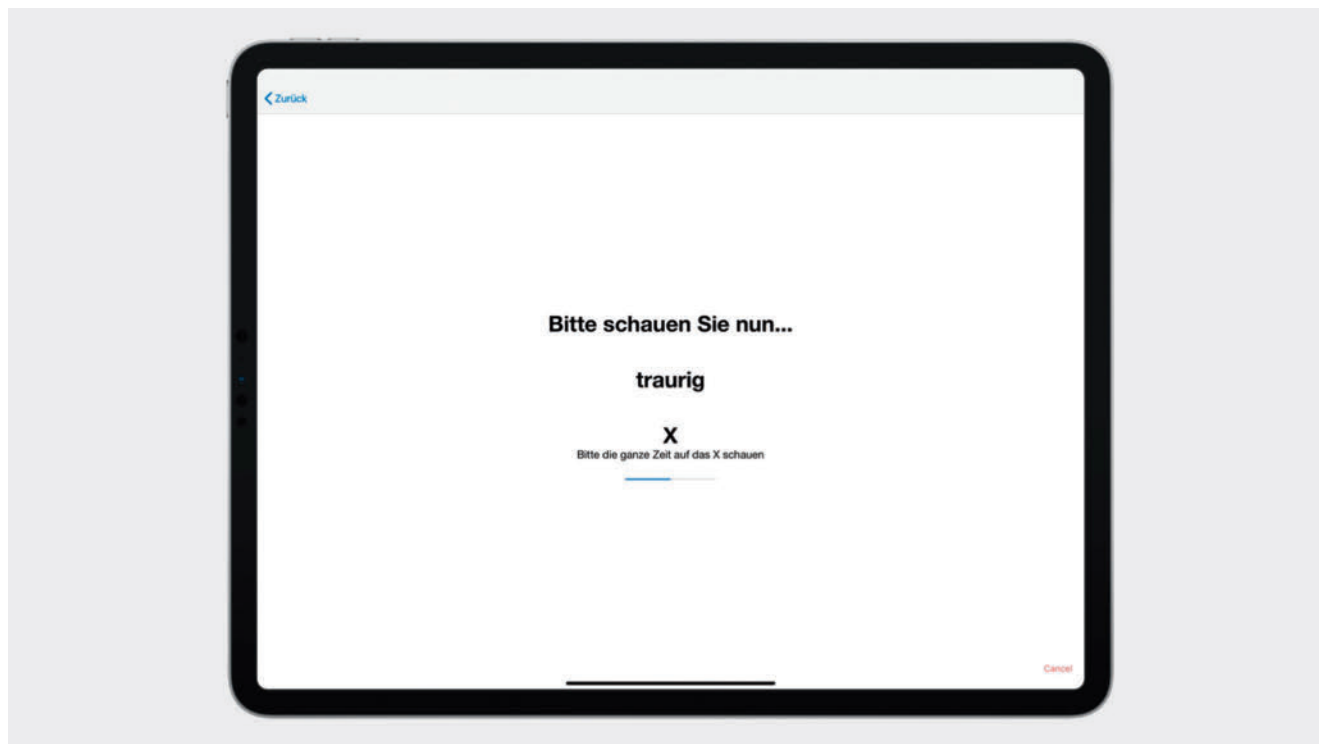 Zurück
Bitte schauen Sie nun...
traurig
X
Bitte die ganze Zeit auf das X schauen
Cancel